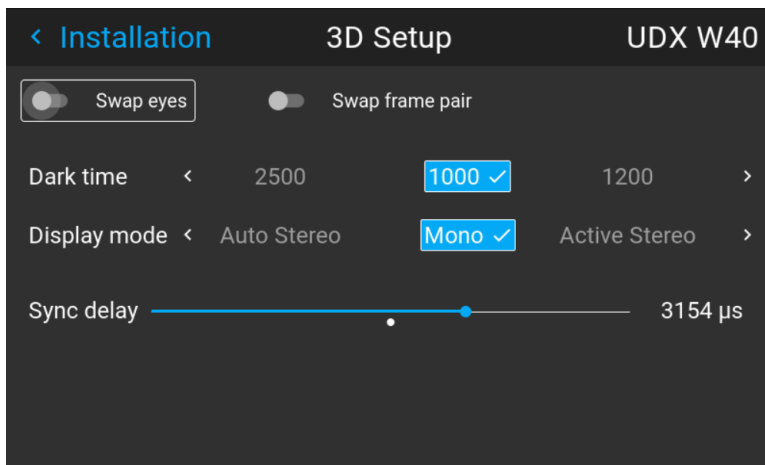 Installation 3D Setup UDX W40
Swap eyes Swap frame pair
Dark time 2500 1000 1200
Display mode Auto Stereo Mono Active Stereo
Sync delay 3154 µs